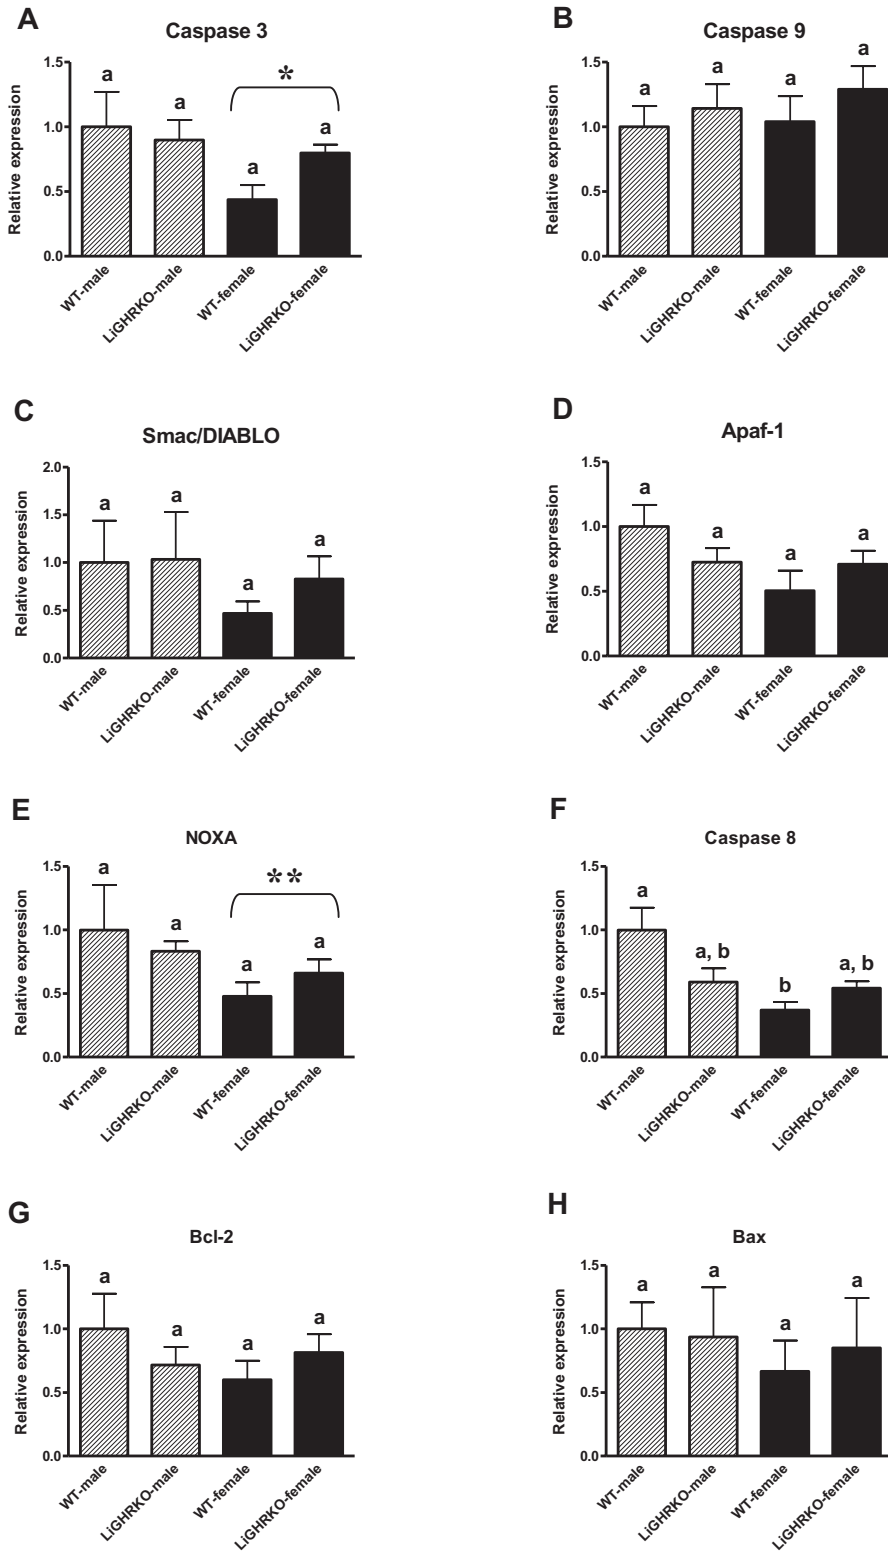 A
Caspase 3
Relative expression
1.5
1.0
0.5
0.0
a
a
a
a
*
WT-male
LiGHRKO-male
WT-female
LiGHRKO-female
B
Caspase 9
Relative expression
1.5
1.0
0.5
0.0
a
a
a
a
WT-male
LiGHRKO-male
WT-female
LiGHRKO-female
C
Smac/DIABLO
Relative expression
2.0
1.5
1.0
0.5
0.0
a
a
a
a
WT-male
LiGHRKO-male
WT-female
LiGHRKO-female
D
Apaf-1
Relative expression
1.5
1.0
0.5
0.0
a
a
a
a
WT-male
LiGHRKO-male
WT-female
LiGHRKO-female
E
NOXA
Relative expression
1.5
1.0
0.5
0.0
a
a
a
a
**
WT-male
LiGHRKO-male
WT-female
LiGHRKO-female
F
Caspase 8
Relative expression
1.5
1.0
0.5
0.0
a
a, b
b
a, b
WT-male
LiGHRKO-male
WT-female
LiGHRKO-female
G
Bcl-2
Relative expression
1.5
1.0
0.5
0.0
a
a
a
a
WT-male
LiGHRKO-male
WT-female
LiGHRKO-female
H
Bax
Relative expression
1.5
1.0
0.5
0.0
a
a
a
a
WT-male
LiGHRKO-male
WT-female
LiGHRKO-female